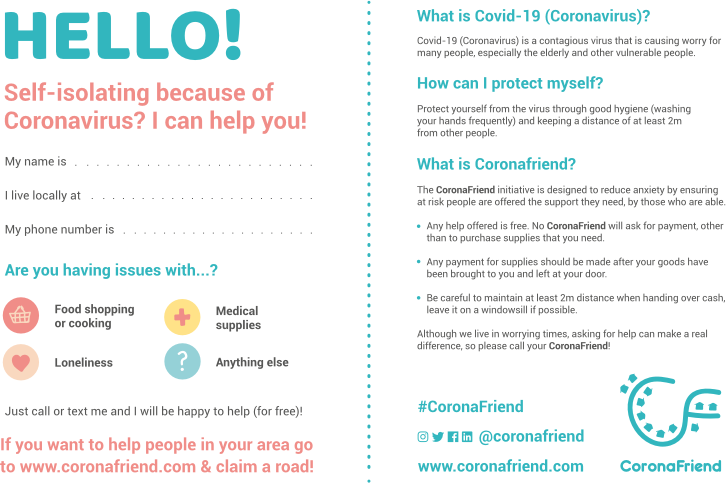 HELLO!
Self-isolating because of
Coronavirus? I can help you!
My name is . . . . . . . . . . . . . . . . . . . . . . . .
I live locally at . . . . . . . . . . . . . . . . . . . . . .
My phone number is . . . . . . . . . . . . . . . . . . .
Are you having issues with...?
Food shopping
or cooking
Medical
supplies
Loneliness
?
Anything else
Just call or text me and I will be happy to help (for free)!
If you want to help people in your area go
to www.coronafriend.com & claim a road!
What is Covid-19 (Coronavirus)?
Covid-19 (Coronavirus) is a contagious virus that is causing worry for
many people, especially the elderly and other vulnerable people.
How can I protect myself?
Protect yourself from the virus through good hygiene (washing
your hands frequently) and keeping a distance of at least 2m
from other people.
What is Coronafriend?
The CoronaFriend initiative is designed to reduce anxiety by ensuring
at risk people are offered the support they need, by those who are able.
• Any help offered is free. No CoronaFriend will ask for payment, other
than to purchase supplies that you need.
• Any payment for supplies should be made after your goods have
been brought to you and left at your door.
• Be careful to maintain at least 2m distance when handing over cash,
leave it on a windowsill if possible.
Although we live in worrying times, asking for help can make a real
difference, so please call your CoronaFriend!
#CoronaFriend
@coronafriend
www.coronafriend.com
CF
CoronaFriend